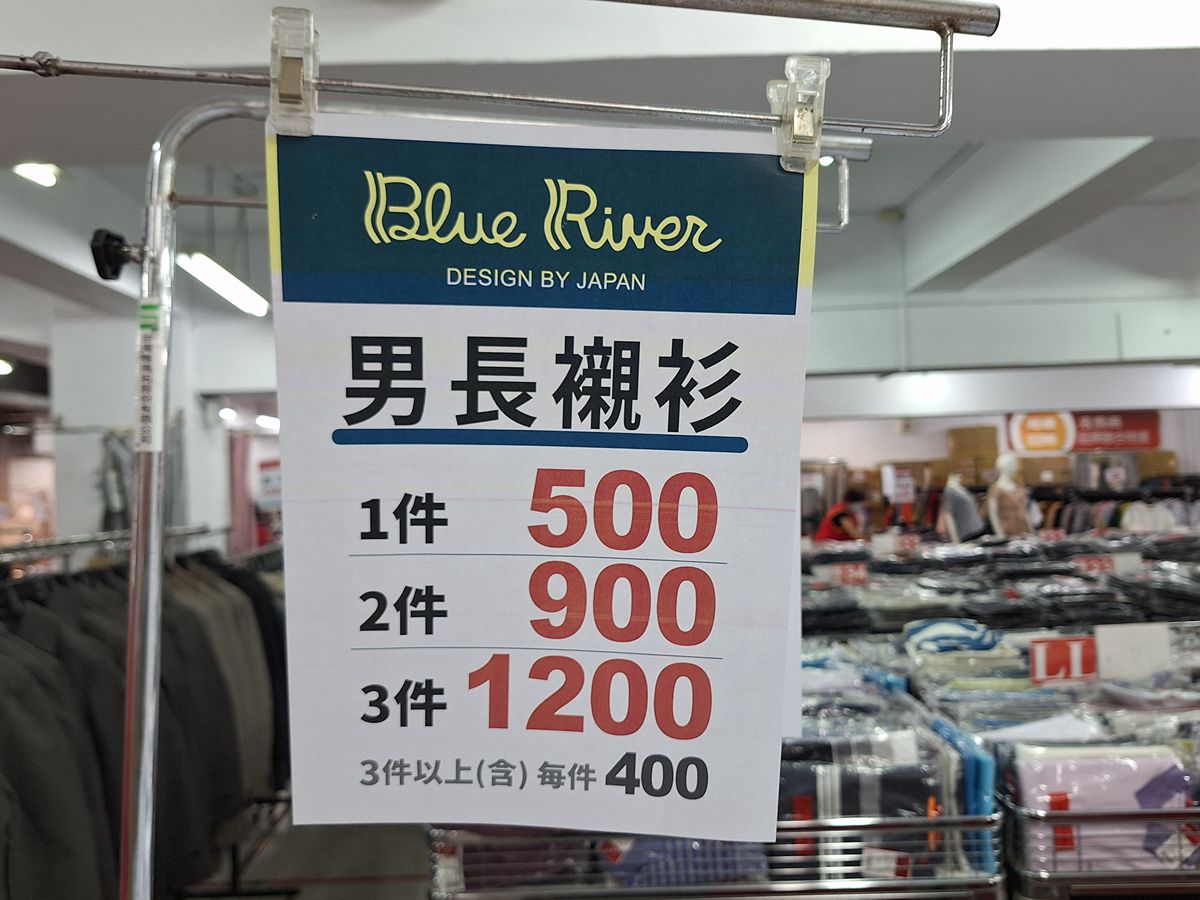 Blue River
DESIGN BY JAPAN
男長襯衫
1件 500
2件 900
3件 1200
3件以上(含) 每件 400
LI